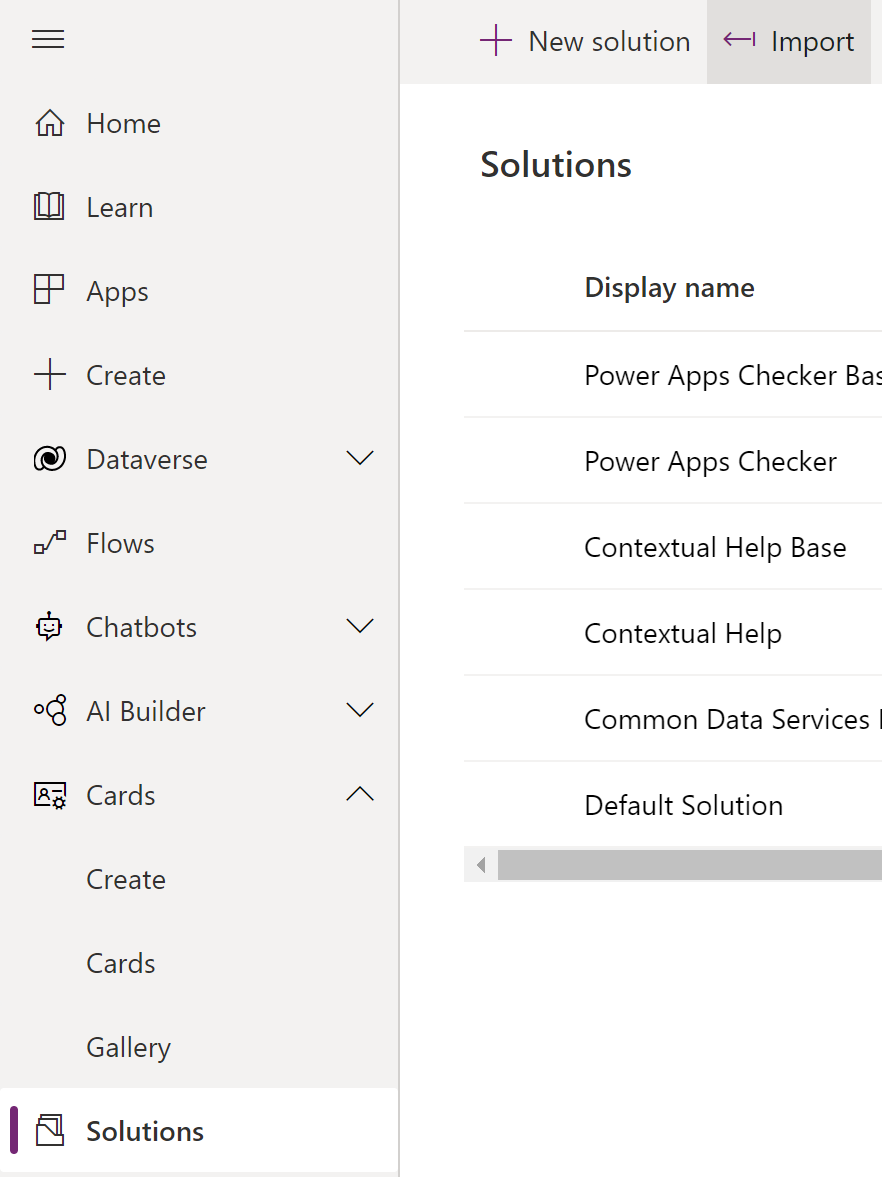 Home
Learn
Apps
Create
Dataverse
Flows
Chatbots
AI Builder
Cards
Create
Cards
Gallery
Solutions
New solution
Import
Solutions
Display name
Power Apps Checker Bas
Power Apps Checker
Contextual Help Base
Contextual Help
Common Data Services
Default Solution